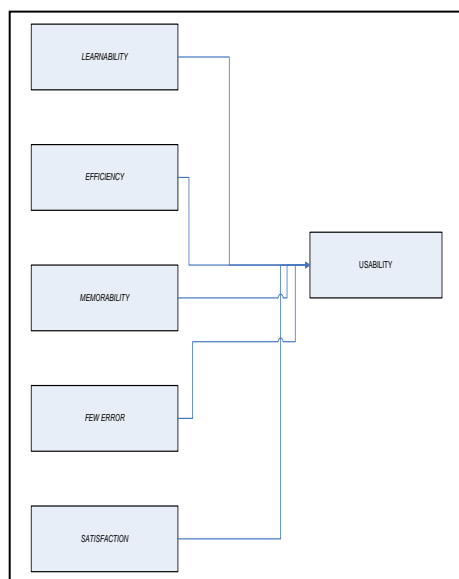 LEARNABILITY
EFFICIENCY
USABILITY
MEMORABILITY
FEW ERROR
SATISFACTION